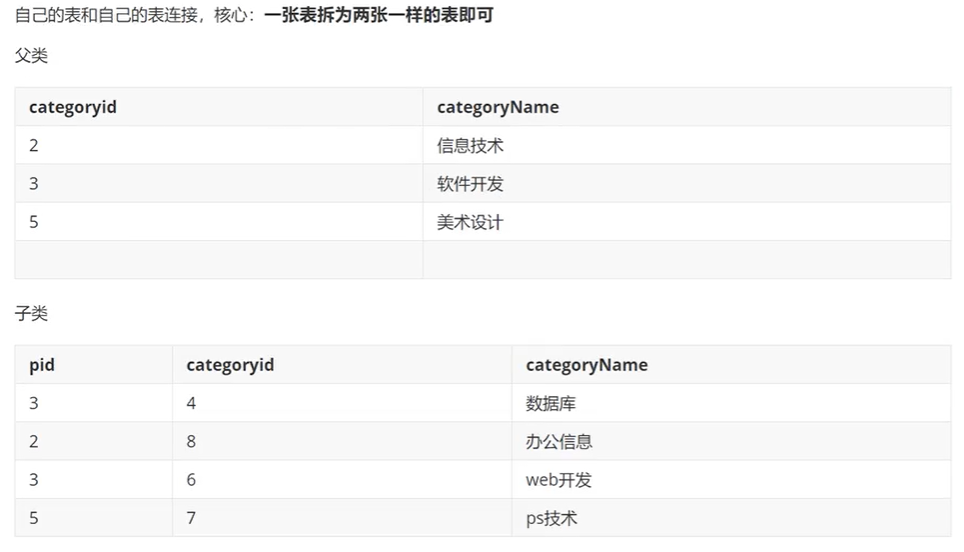 自己的表和自己的表连接，核心：一张表拆为两张一样的表即可
父类
categoryid categoryName
2 信息技术
3 软件开发
5 美术设计
子类
pid categoryid categoryName
3 4 数据库
2 8 办公信息
3 6 web开发
5 7 ps技术